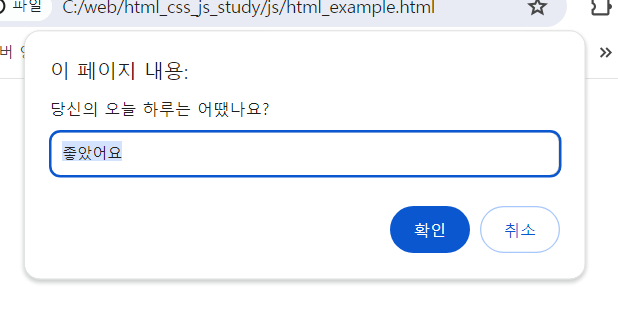 파일 C:/web/html_css_js_study/js/html_example.html
버
이 페이지 내용:
당신의 오늘 하루는 어땠나요?
좋았어요
확인 취소